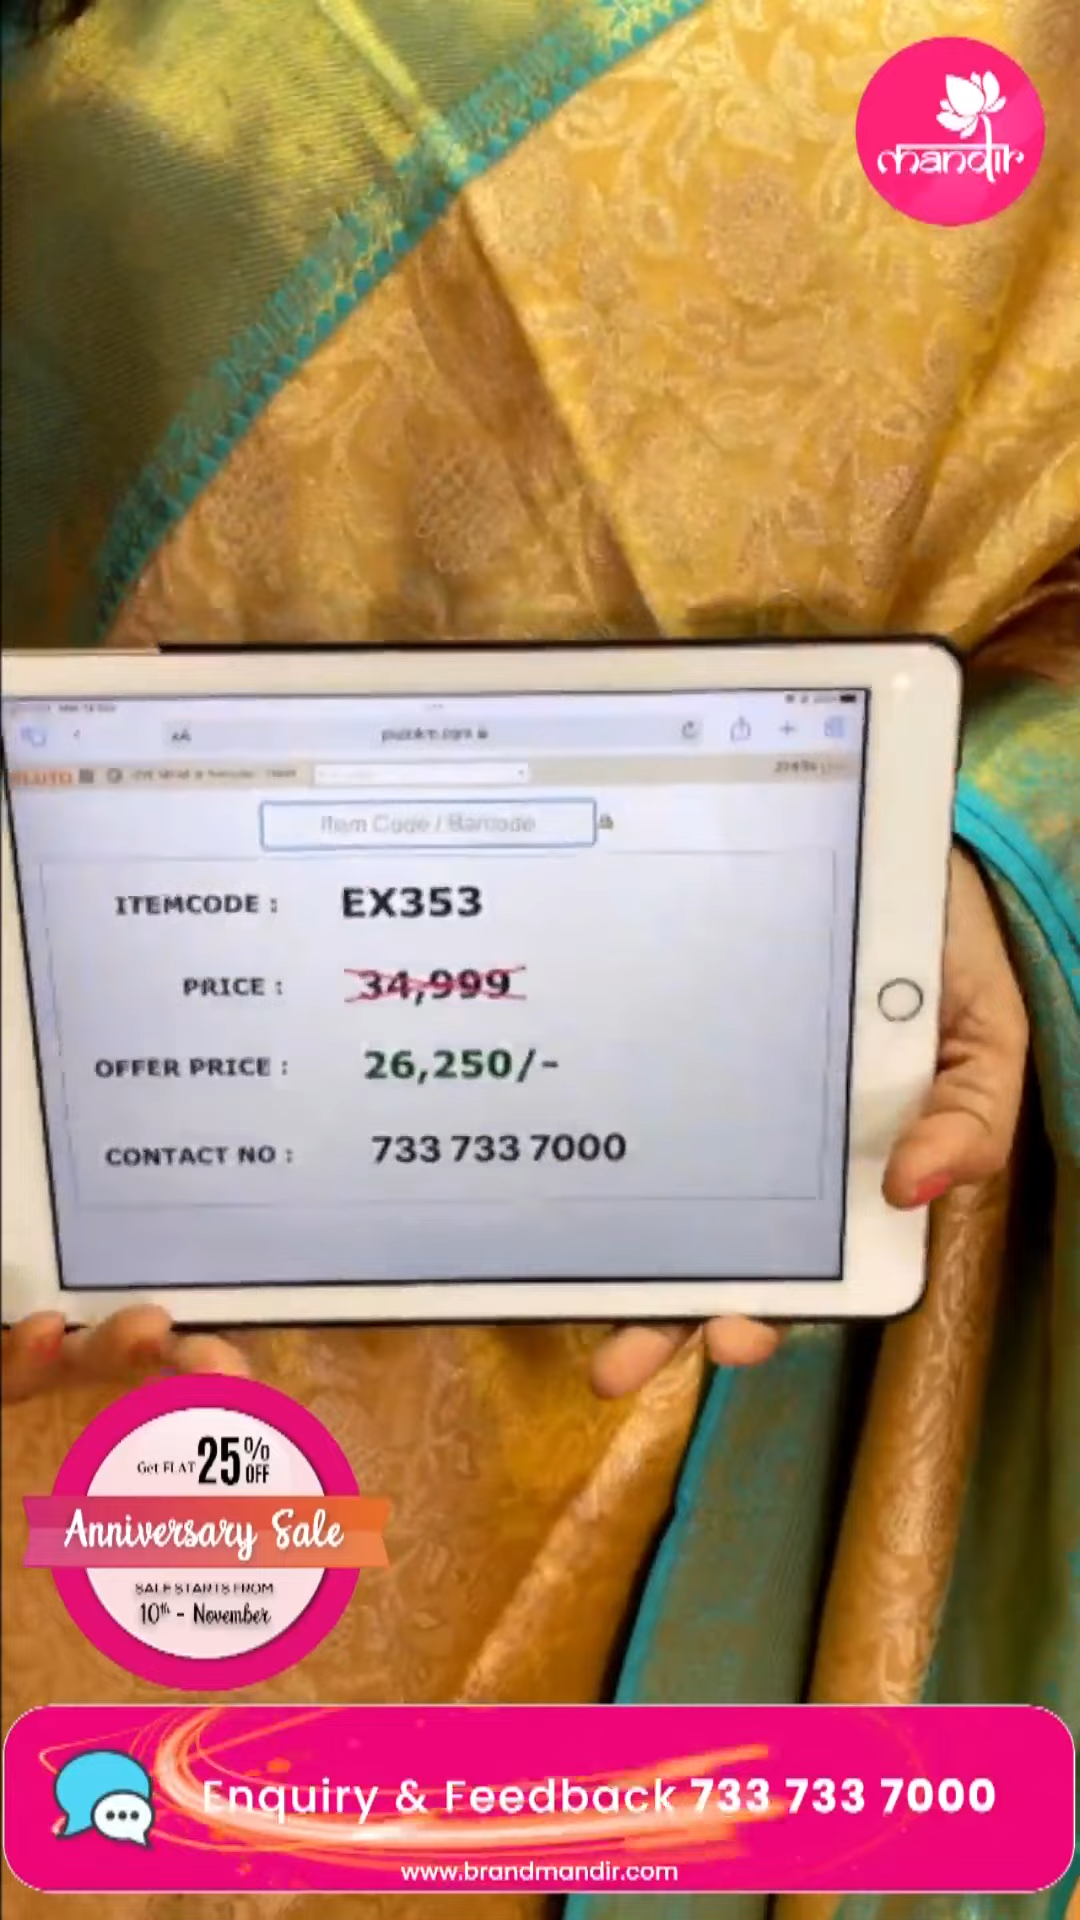 mandir
Item Code / Barcode
ITEMCODE : EX353
PRICE : 34,999
OFFER PRICE : 26,250/-
CONTACT NO : 733 733 7000
Get FLAT 25% OFF
Anniversary Sale
SALE STARTS FROM
10th - November
Enquiry & Feedback 733 733 7000
www.brandmandir.com